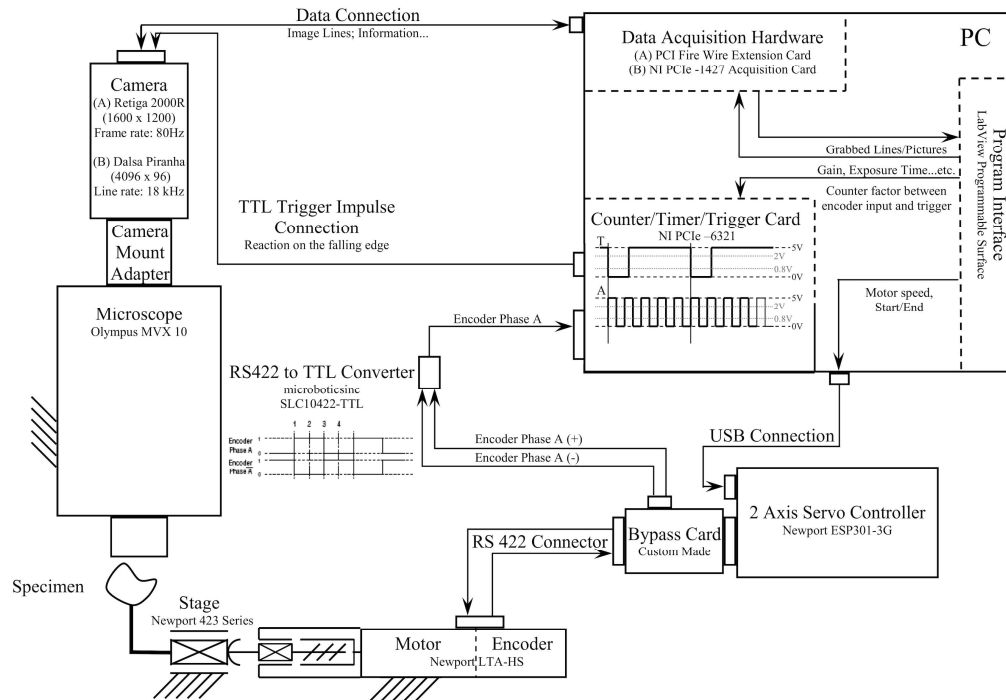 Data Connection
Image Lines; Information...
PC
Data Acquisition Hardware
(A) PCI Fire Wire Extension Card
(B) NI PCIe -1427 Acquisition Card
Camera
(A) Retiga 2000R
(1600 x 1200)
Frame rate: 80Hz
(B) Dalsa Piranha
(4096 x 96)
Line rate: 18 kHz
Program Interface
LabView Programmable Surface
Grabbed Lines/Pictures
Gain, Exposure Time...etc.
Counter factor between
encoder input and trigger
TTL Trigger Impulse
Connection
Reaction on the falling edge
Counter/Timer/Trigger Card
NI PCIe –6321
T
5V
2V
0.8V
0V
A
5V
2V
0.8V
0V
Camera
Mount
Adapter
Microscope
Olympus MVX 10
Motor speed,
Start/End
Encoder Phase A
RS422 to TTL Converter
microboticsinc
SLC10422-TTL
1 2 3 4
Encoder 1
Phase A 0
Encoder 1
Phase A 0
Encoder Phase A (+)
Encoder Phase A (-)
USB Connection
2 Axis Servo Controller
Newport ESP301-3G
Bypass Card
Custom Made
RS 422 Connector
Specimen
Stage
Newport 423 Series
Motor
Encoder
Newport LTA-HS